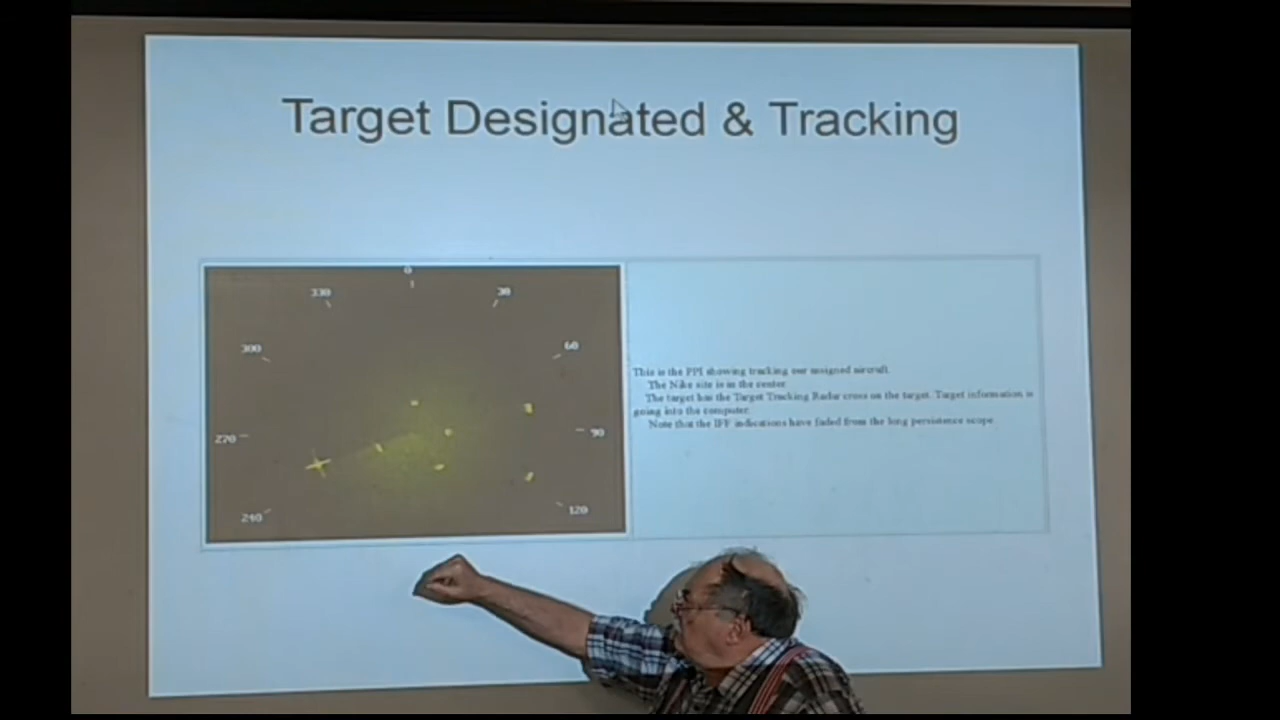 Target Designated & Tracking
0
330
30
300
60
270
90
240
120
This is the PPI showing tracking our assigned aircraft.
The Nike site is in the center
The target has the Target Tracking Radar cross on the target. Target information is
going into the computer.
Note that the IFF indications have faded from the long persistence scope.